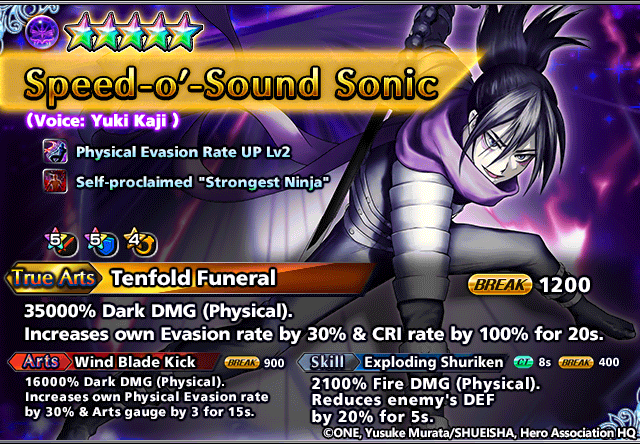 Speed-o'-Sound Sonic
(Voice: Yuki Kaji )
Physical Evasion Rate UP Lv2
Self-proclaimed "Strongest Ninja"
5 5 4
True Arts Tenfold Funeral BREAK 1200
35000% Dark DMG (Physical).
Increases own Evasion rate by 30% & CRI rate by 100% for 20s.
Arts Wind Blade Kick BREAK 900
16000% Dark DMG (Physical).
Increases own Physical Evasion rate
by 30% & Arts gauge by 3 for 15s.
Skill Exploding Shuriken CT 8s BREAK 400
2100% Fire DMG (Physical).
Reduces enemy's DEF
by 20% for 5s.
©ONE, Yusuke Murata/SHUEISHA, Hero Association HQ